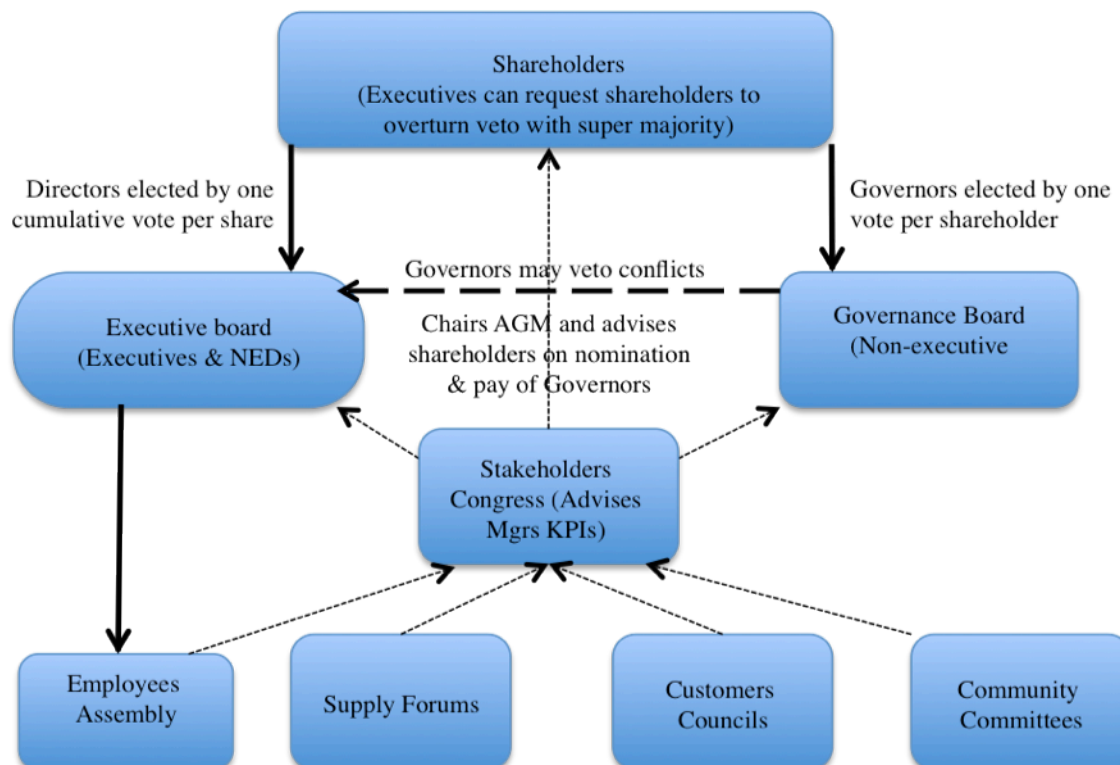 Shareholders
(Executives can request shareholders to
overturn veto with super majority)
Directors elected by one
cumulative vote per share
Governors elected by one
vote per shareholder
Governors may veto conflicts
Executive board
(Executives & NEDs)
Governance Board
(Non-executive
Chairs AGM and advises
shareholders on nomination
& pay of Governors
Stakeholders
Congress (Advises
Mgrs KPIs)
Employees
Assembly
Supply Forums
Customers
Councils
Community
Committees